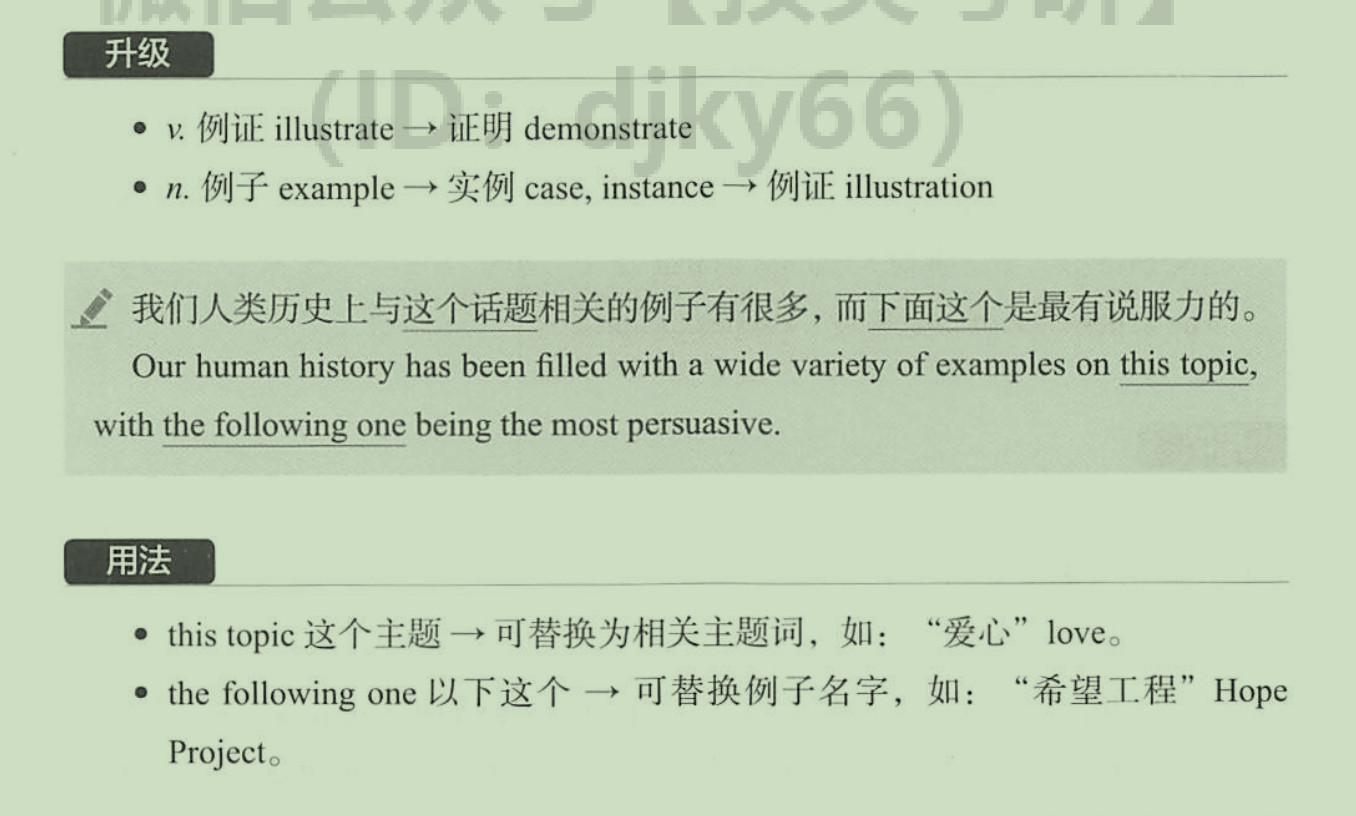 升级
(ID: djky66)
• v. 例证 illustrate → 证明 demonstrate
• n. 例子 example → 实例 case, instance → 例证 illustration
我们人类历史上与这个话题相关的例子有很多，而下面这个是最有说服力的。
Our human history has been filled with a wide variety of examples on this topic,
with the following one being the most persuasive.
用法
• this topic 这个主题 → 可替换为相关主题词，如：“爱心”love。
• the following one 以下这个 → 可替换例子名字，如：“希望工程”Hope
Project。